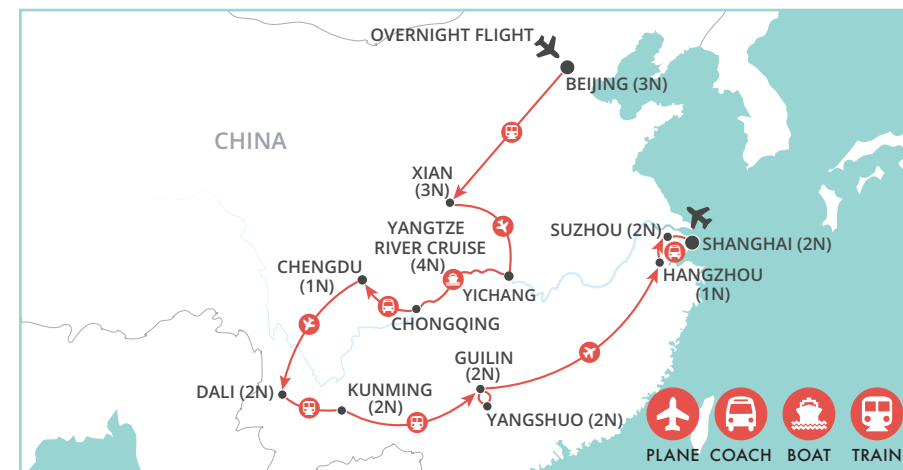 OVERNIGHT FLIGHT
BEIJING (3N)
CHINA
XIAN
(3N)
YANGTZE
RIVER CRUISE
(4N)
SUZHOU (2N)
SHANGHAI (2N)
HANGZHOU
(1N)
CHENGDU
(1N)
YICHANG
CHONGQING
GUILIN
(2N)
DALI (2N)
KUNMING
(2N)
YANGSHUO (2N)
PLANE COACH BOAT TRAIN